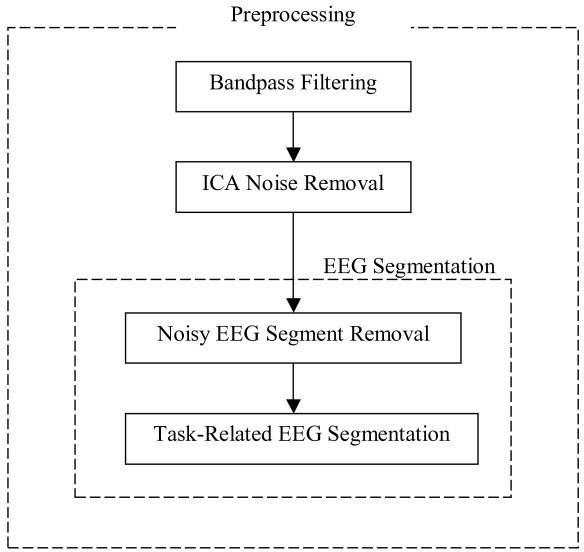 Preprocessing
Bandpass Filtering
ICA Noise Removal
EEG Segmentation
Noisy EEG Segment Removal
Task-Related EEG Segmentation